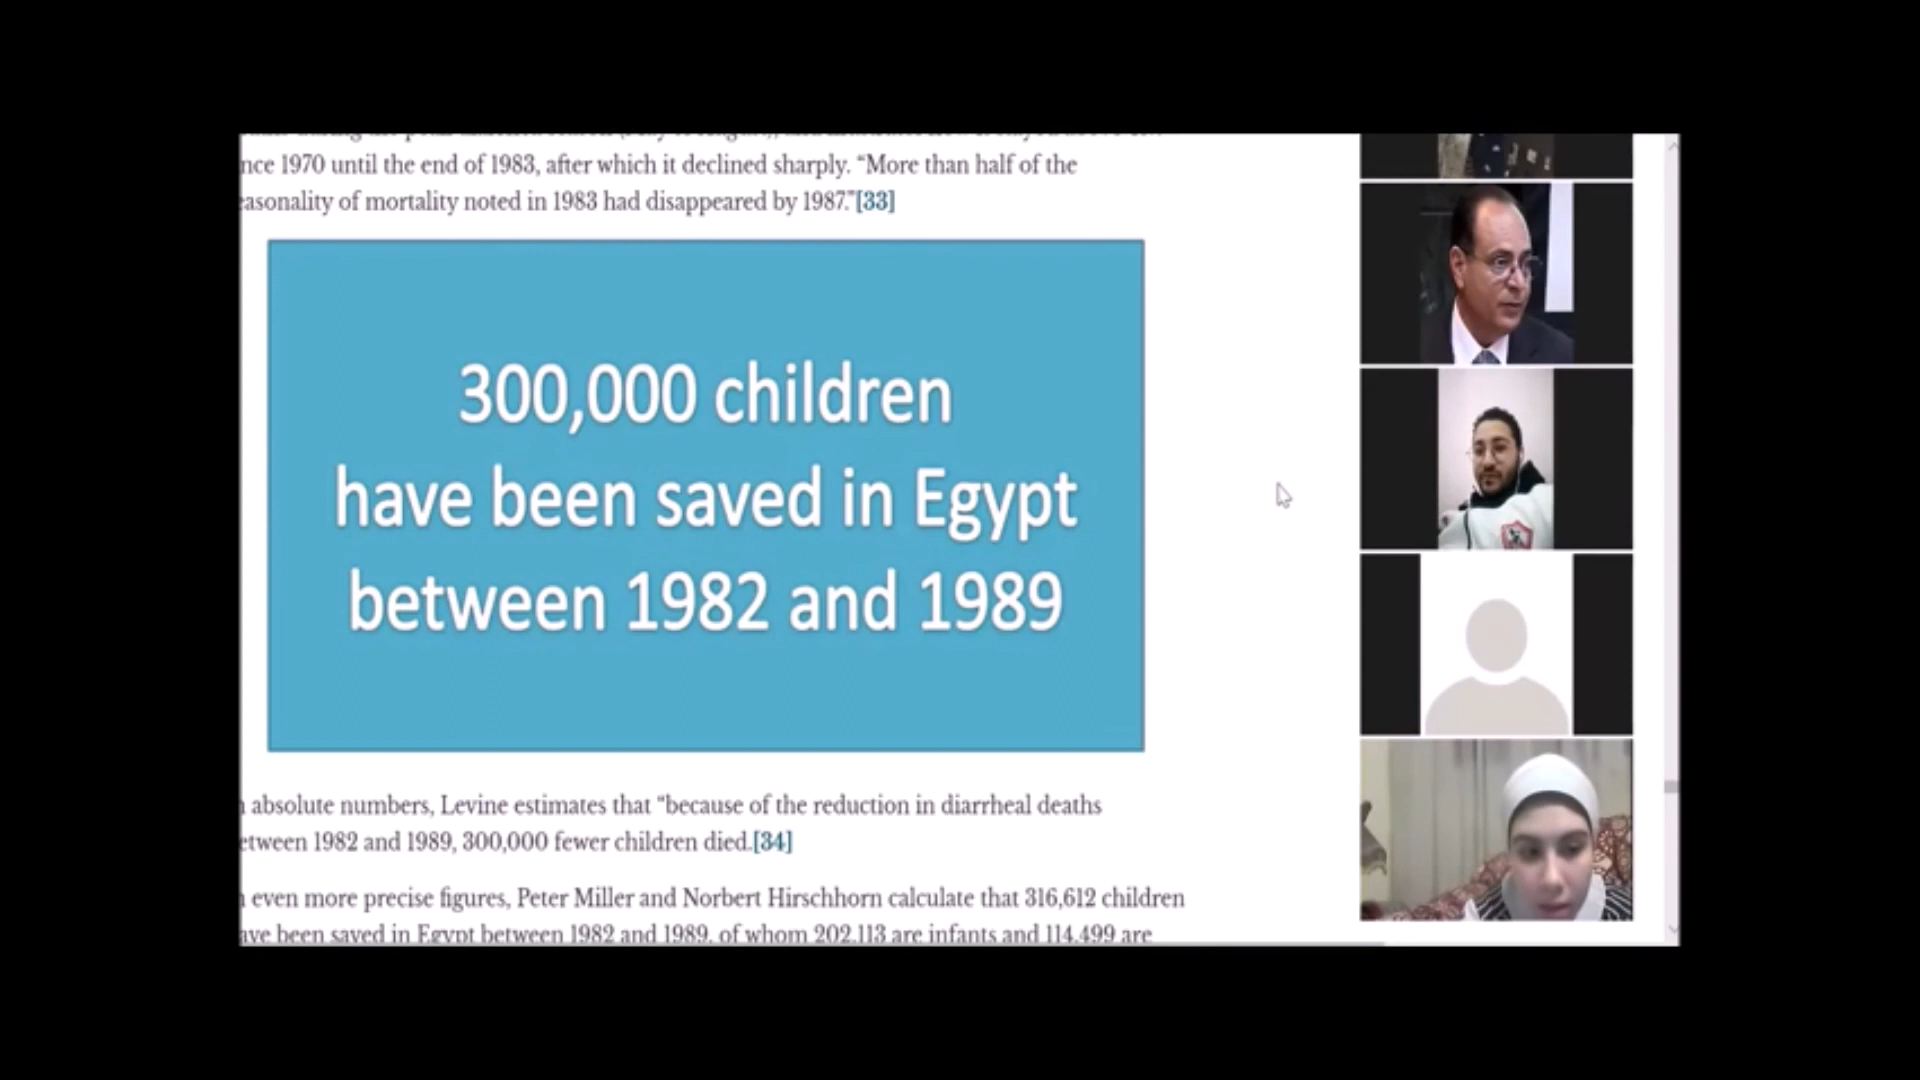 nce 1970 until the end of 1983, after which it declined sharply. “More than half of the
easonality of mortality noted in 1983 had disappeared by 1987.”[33]
300,000 children
have been saved in Egypt
between 1982 and 1989
absolute numbers, Levine estimates that “because of the reduction in diarrheal deaths
etween 1982 and 1989, 300,000 fewer children died.[34]
even more precise figures, Peter Miller and Norbert Hirschhorn calculate that 316,612 children
ave been saved in Egypt between 1982 and 1989, of whom 202,113 are infants and 114,499 are